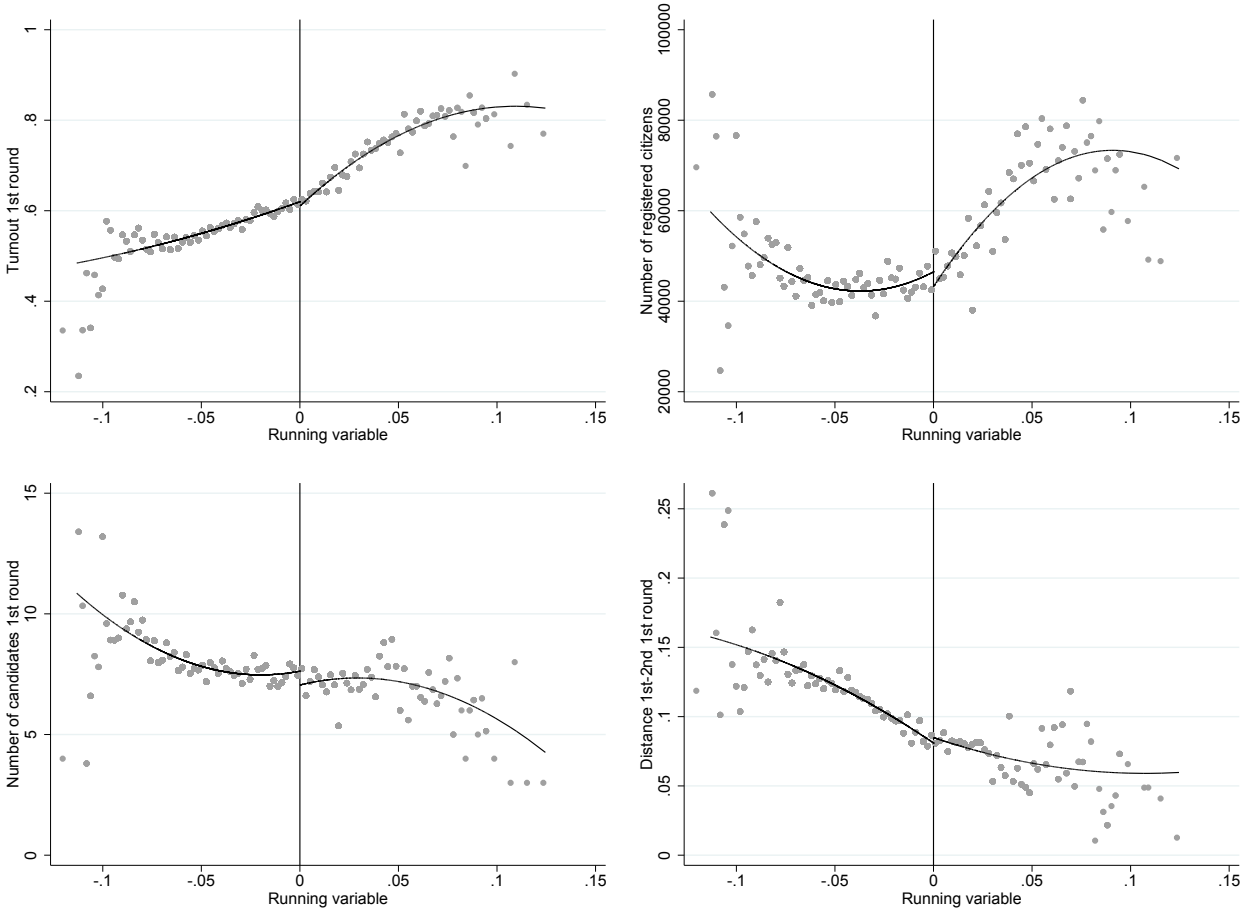 Turnout 1st round
1
.8
.6
.4
.2
-.1 -.05 0 .05 .1 .15
Running variable
Number of registered citizens
100000
80000
60000
40000
20000
-.1 -.05 0 .05 .1 .15
Running variable
Number of candidates 1st round
15
10
5
0
-.1 -.05 0 .05 .1 .15
Running variable
Distance 1st-2nd 1st round
.25
.2
.15
.1
.05
0
-.1 -.05 0 .05 .1 .15
Running variable